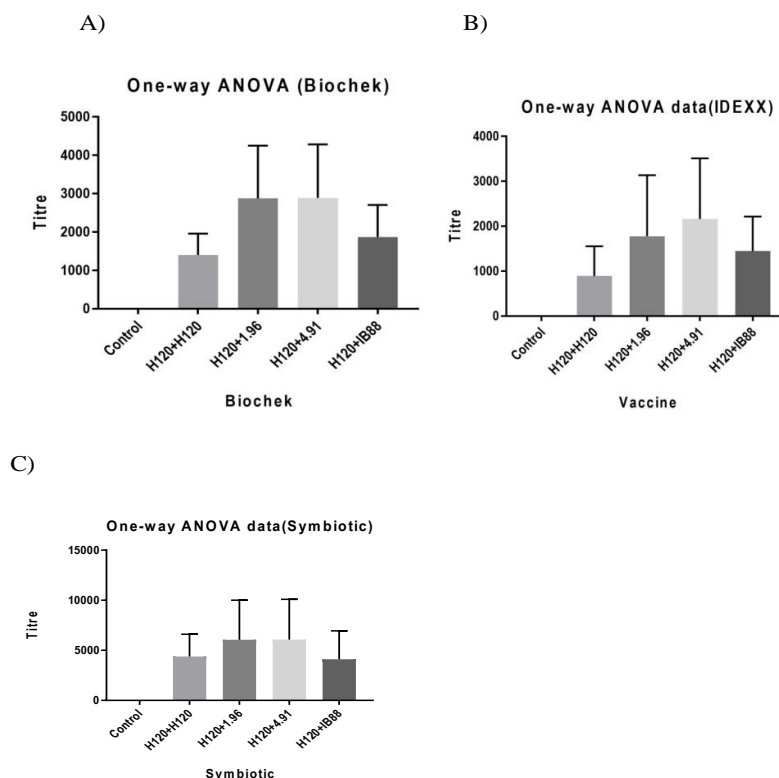 A)
One-way ANOVA (Biochek)
Titre
5000
4000
3000
2000
1000
0
Control
H120+H120
H120+1.96
H120+4.91
H120+IB88
Biochek
B)
One-way ANOVA data(IDEXX)
Titre
4000
3000
2000
1000
0
Control
H120+H120
H120+1.96
H120+4.91
H120+IB88
Vaccine
C)
One-way ANOVA data(Symbiotic)
Titre
15000
10000
5000
0
Control
H120+H120
H120+1.96
H120+4.91
H120+IB88
Symbiotic